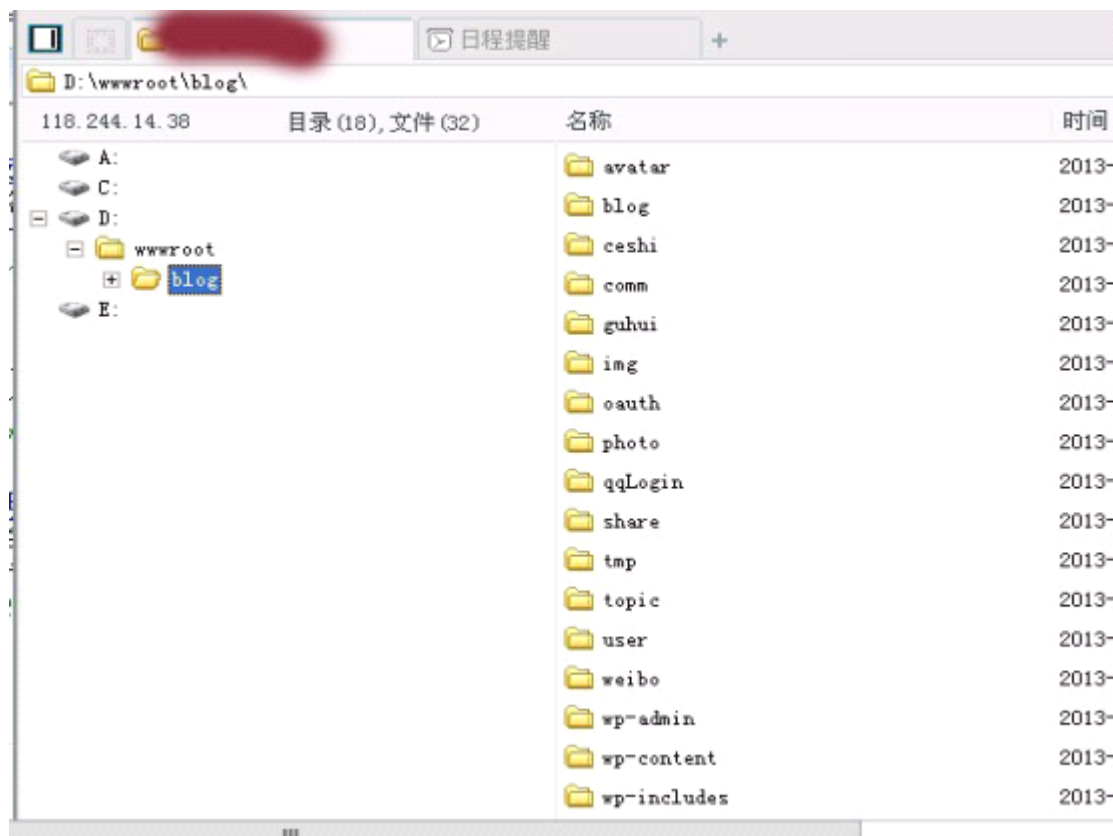 日程提醒 +
D:\wwwroot\blog\
118.244.14.38 目录(18),文件(32) 名称 时间
A:
C:
D:
wwwroot
blog
E:
avatar 2013-
blog 2013-
ceshi 2013-
comm 2013-
guhui 2013-
img 2013-
oauth 2013-
photo 2013-
qqLogin 2013-
share 2013-
tmp 2013-
topic 2013-
user 2013-
weibo 2013-
wp-admin 2013-
wp-content 2013-
wp-includes 2013-